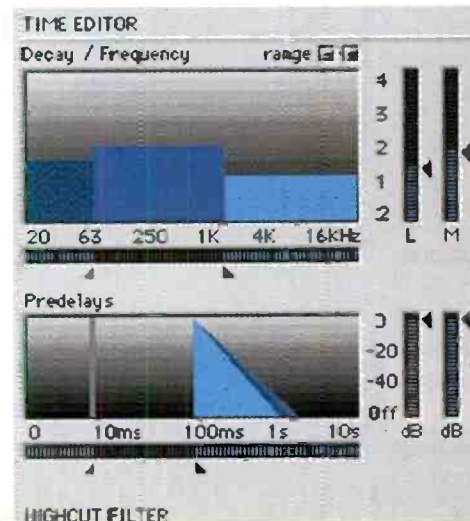 TIME EDITOR
Decay / Frequency range
4
3
2
1
.2
20 63 250 1K 4K 16KHz L M
Predelays
0
-20
-40
Off
0 10ms 100ms 1s 10s dB dB
HIGHCUT FILTER